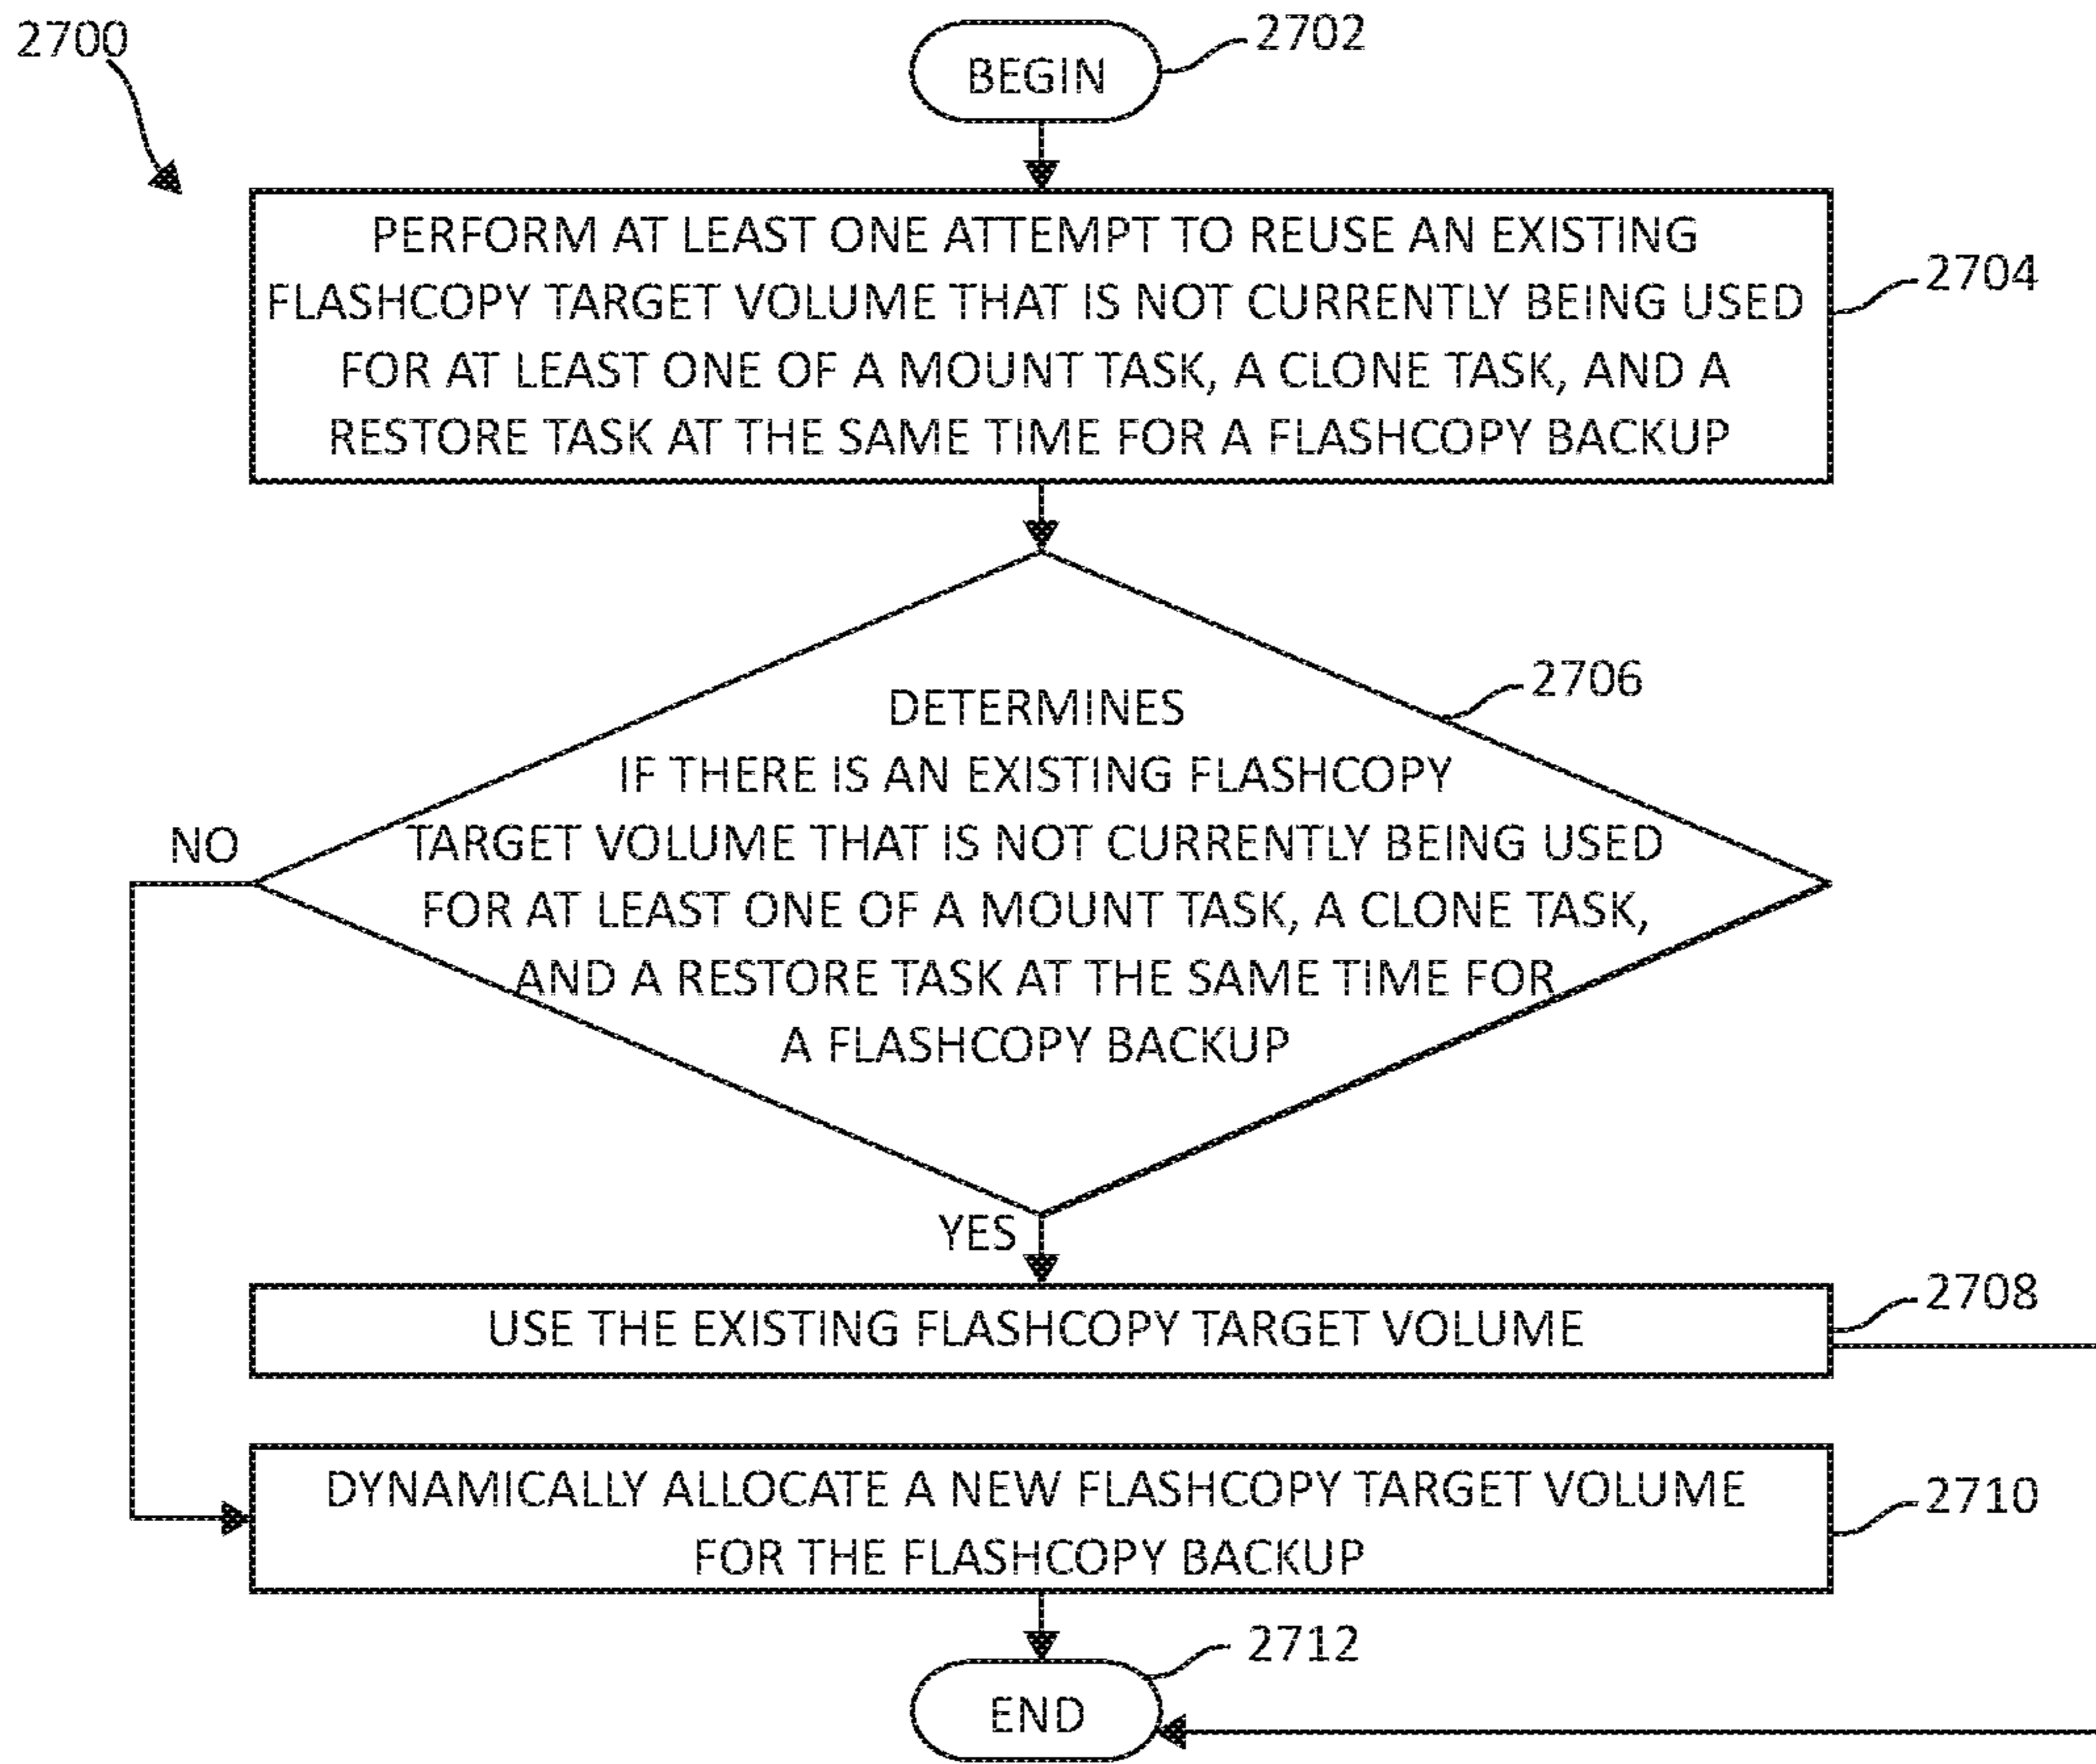 2700
BEGIN
2702
PERFORM AT LEAST ONE ATTEMPT TO REUSE AN EXISTING
FLASHCOPY TARGET VOLUME THAT IS NOT CURRENTLY BEING USED
FOR AT LEAST ONE OF A MOUNT TASK, A CLONE TASK, AND A
RESTORE TASK AT THE SAME TIME FOR A FLASHCOPY BACKUP
2704
2706
DETERMINES
IF THERE IS AN EXISTING FLASHCOPY
TARGET VOLUME THAT IS NOT CURRENTLY BEING USED
FOR AT LEAST ONE OF A MOUNT TASK, A CLONE TASK,
AND A RESTORE TASK AT THE SAME TIME FOR
A FLASHCOPY BACKUP
NO
YES
USE THE EXISTING FLASHCOPY TARGET VOLUME
2708
DYNAMICALLY ALLOCATE A NEW FLASHCOPY TARGET VOLUME
FOR THE FLASHCOPY BACKUP
2710
2712
END